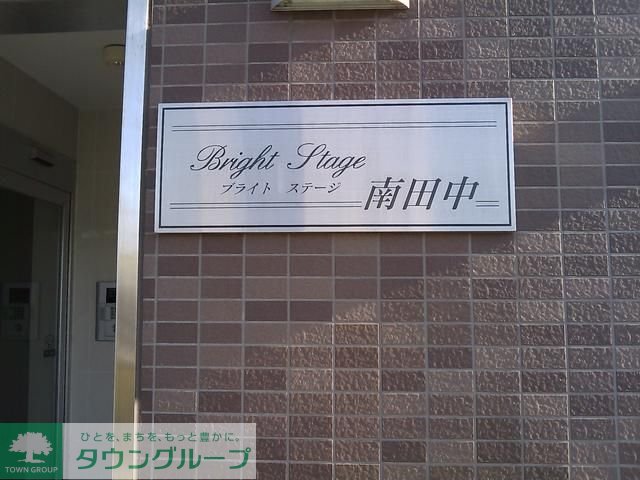 Bright Stage
ブライト ステージ
南田中
ひとを、まちを、もっと豊かに。
タウングループ
TOWN GROUP